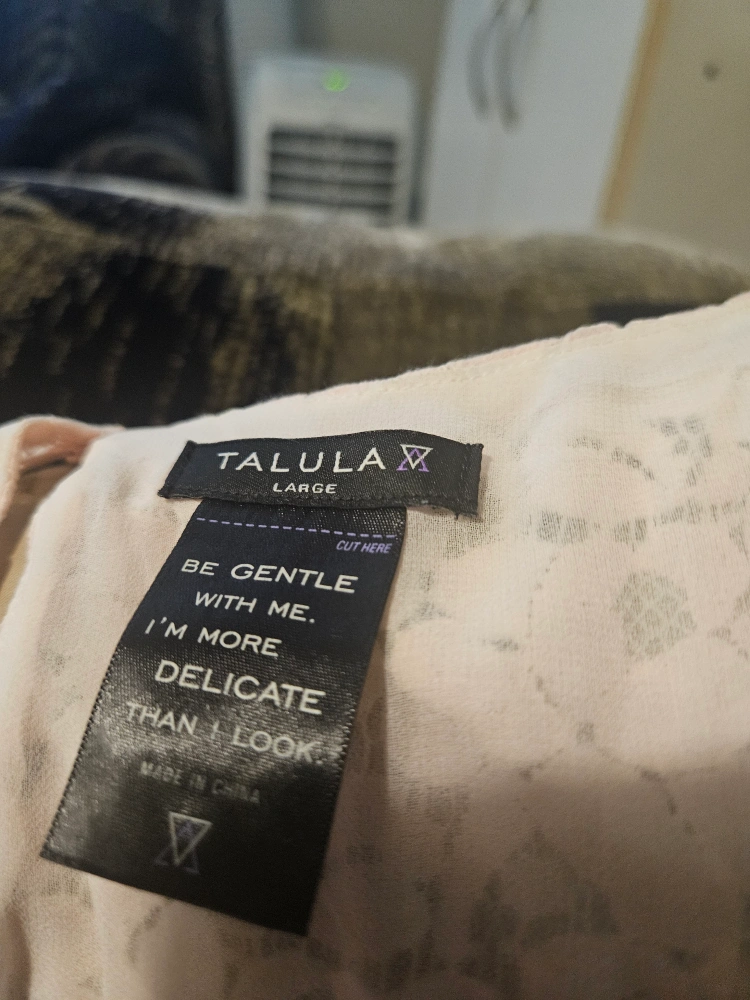 TALULA
LARGE
CUT HERE
BE GENTLE
WITH ME.
I'M MORE
DELICATE
THAN I LOOK.
MADE IN CHINA